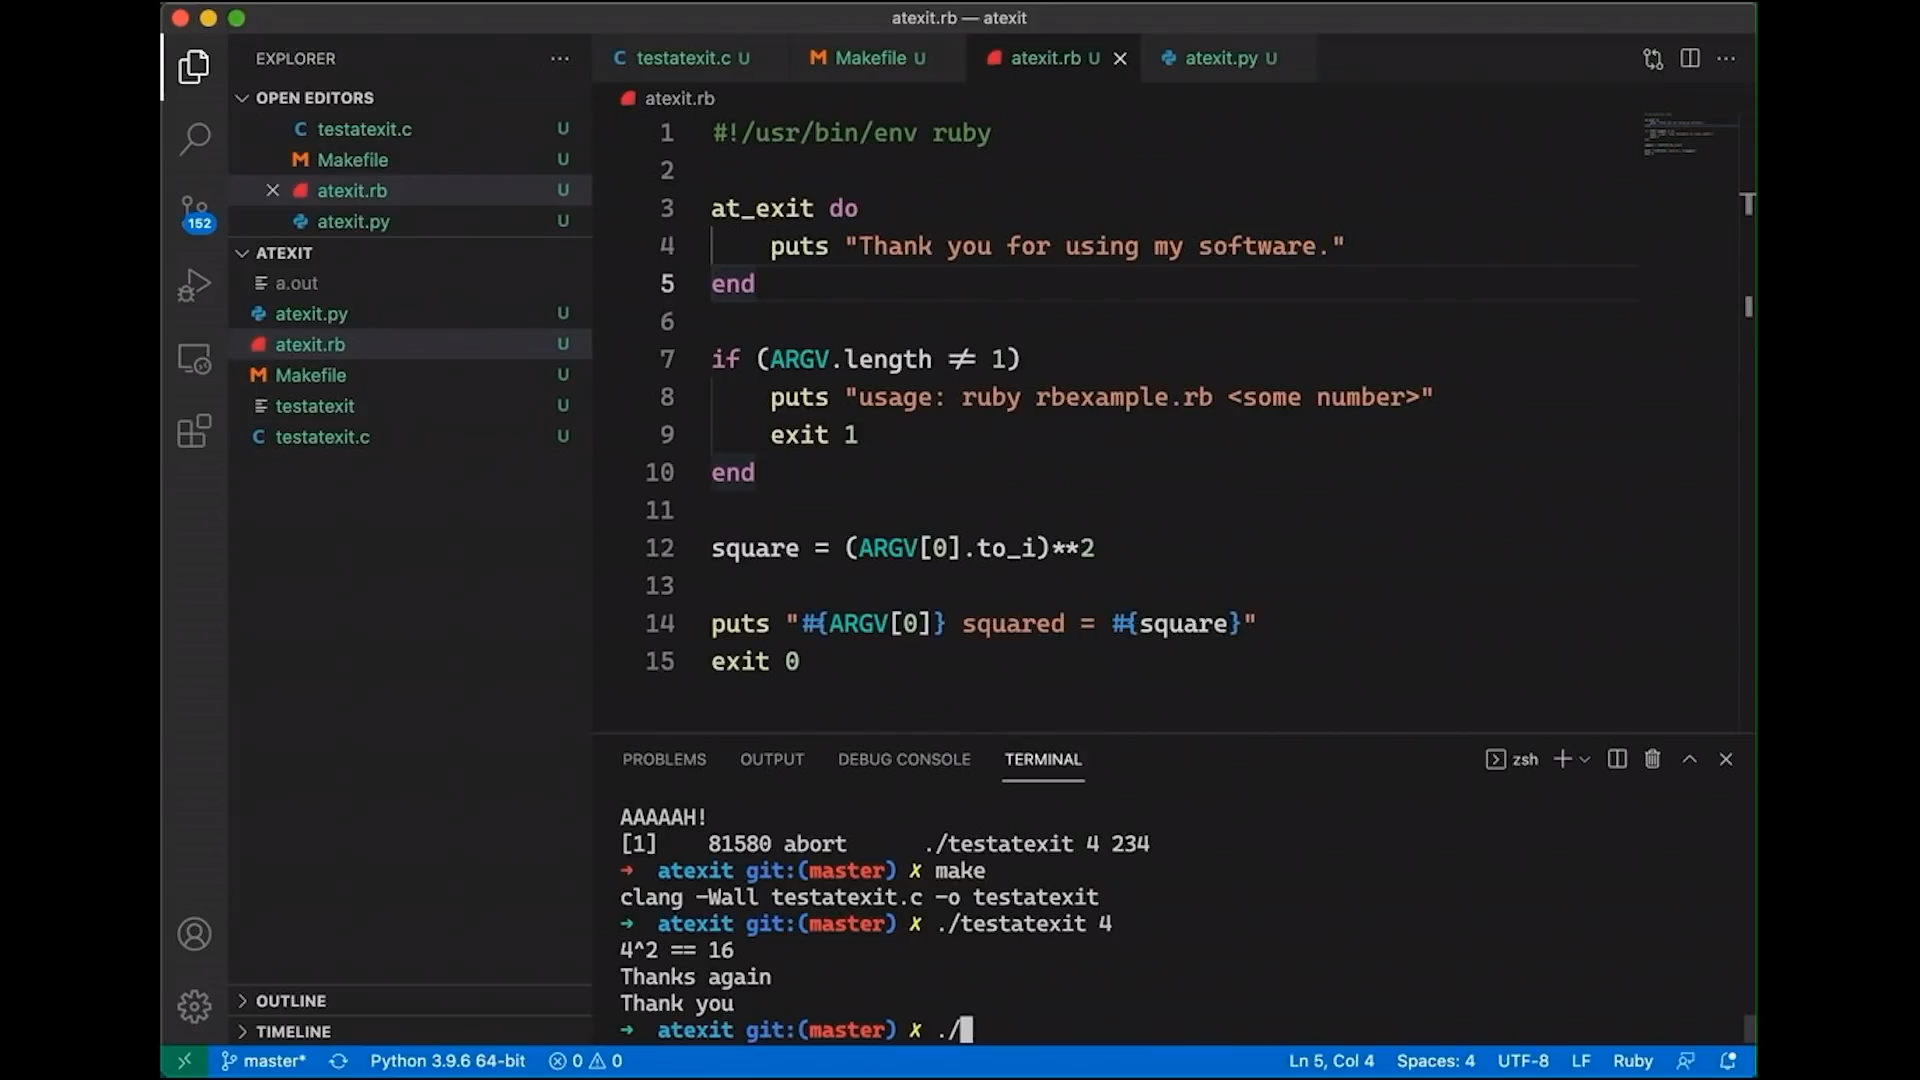 atexit.rb — atexit
EXPLORER
OPEN EDITORS
testatexit.c U
Makefile U
atexit.rb U
atexit.py U
ATEXIT
a.out
atexit.py U
atexit.rb U
Makefile U
testatexit U
testatexit.c U
OUTLINE
TIMELINE
152
testatexit.c U
Makefile U
atexit.rb U
atexit.py U
atexit.rb
1 #!/usr/bin/env ruby
2
3 at_exit do
4 puts "Thank you for using my software."
5 end
6
7 if (ARGV.length ≠ 1)
8 puts "usage: ruby rbexample.rb <some number>"
9 exit 1
10 end
11
12 square = (ARGV[0].to_i)**2
13
14 puts "#{ARGV[0]} squared = #{square}"
15 exit 0
PROBLEMS OUTPUT DEBUG CONSOLE TERMINAL
zsh
AAAAAH!
[1] 81580 abort ./testatexit 4 234
➜ atexit git:(master) ✗ make
clang -Wall testatexit.c -o testatexit
➜ atexit git:(master) ✗ ./testatexit 4
4^2 == 16
Thanks again
Thank you
➜ atexit git:(master) ✗ ./
master* Python 3.9.6 64-bit 0 0 Ln 5, Col 4 Spaces: 4 UTF-8 LF Ruby